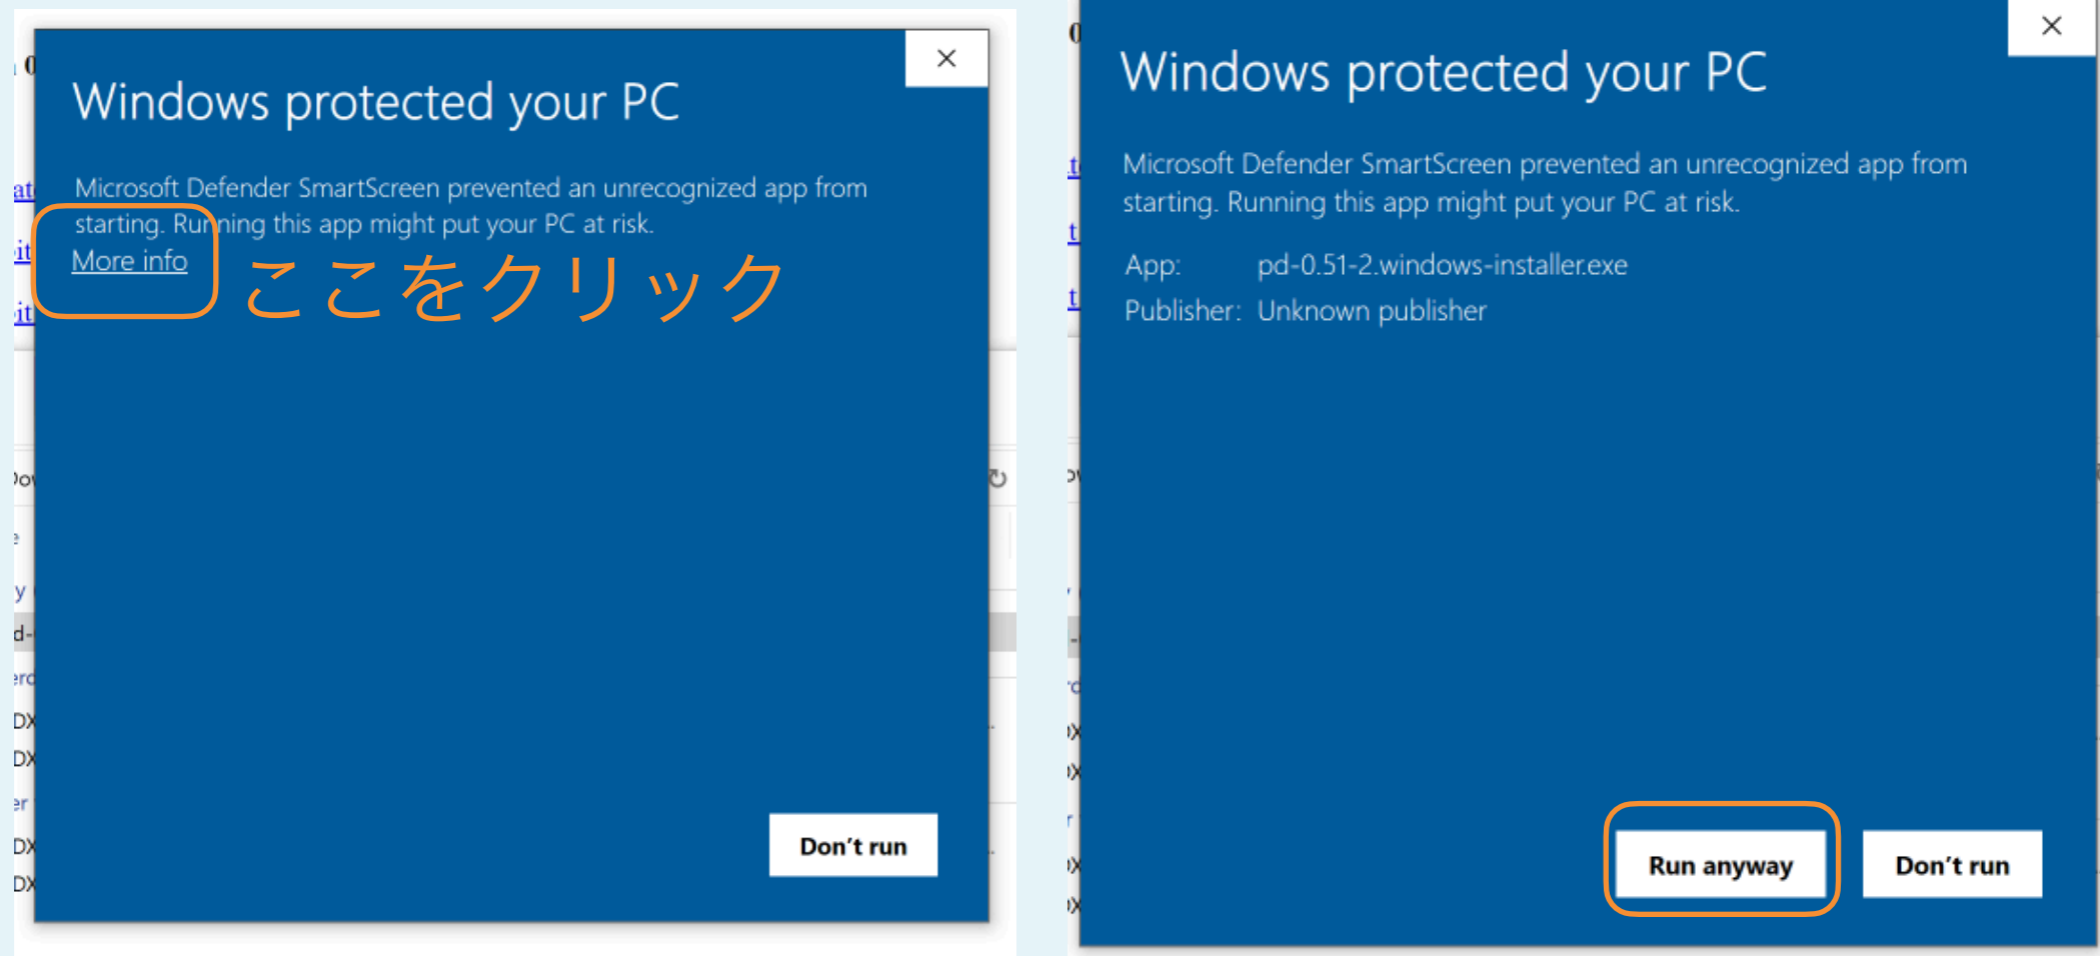 Windows protected your PC
Microsoft Defender SmartScreen prevented an unrecognized app from
starting. Running this app might put your PC at risk.
More info
ここをクリック
Don't run
Windows protected your PC
Microsoft Defender SmartScreen prevented an unrecognized app from
starting. Running this app might put your PC at risk.
App: pd-0.51-2.windows-installer.exe
Publisher: Unknown publisher
Run anyway
Don't run